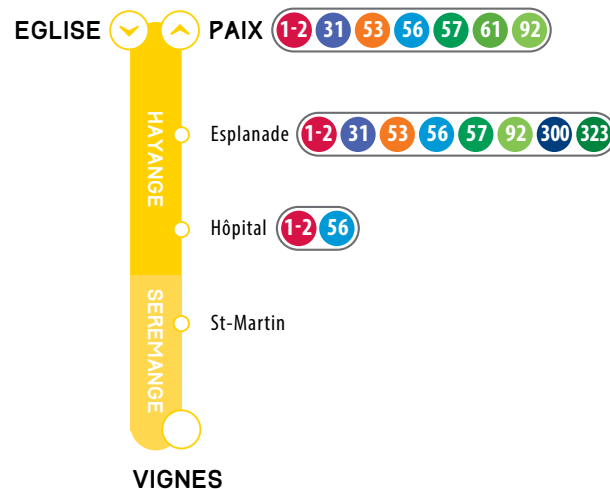 EGLISE PAIX 1-2 31 53 56 57 61 92
HAYANGE
Esplanade 1-2 31 53 56 57 92 300 323
Hôpital 1-2 56
SEREMANGE
St-Martin
VIGNES